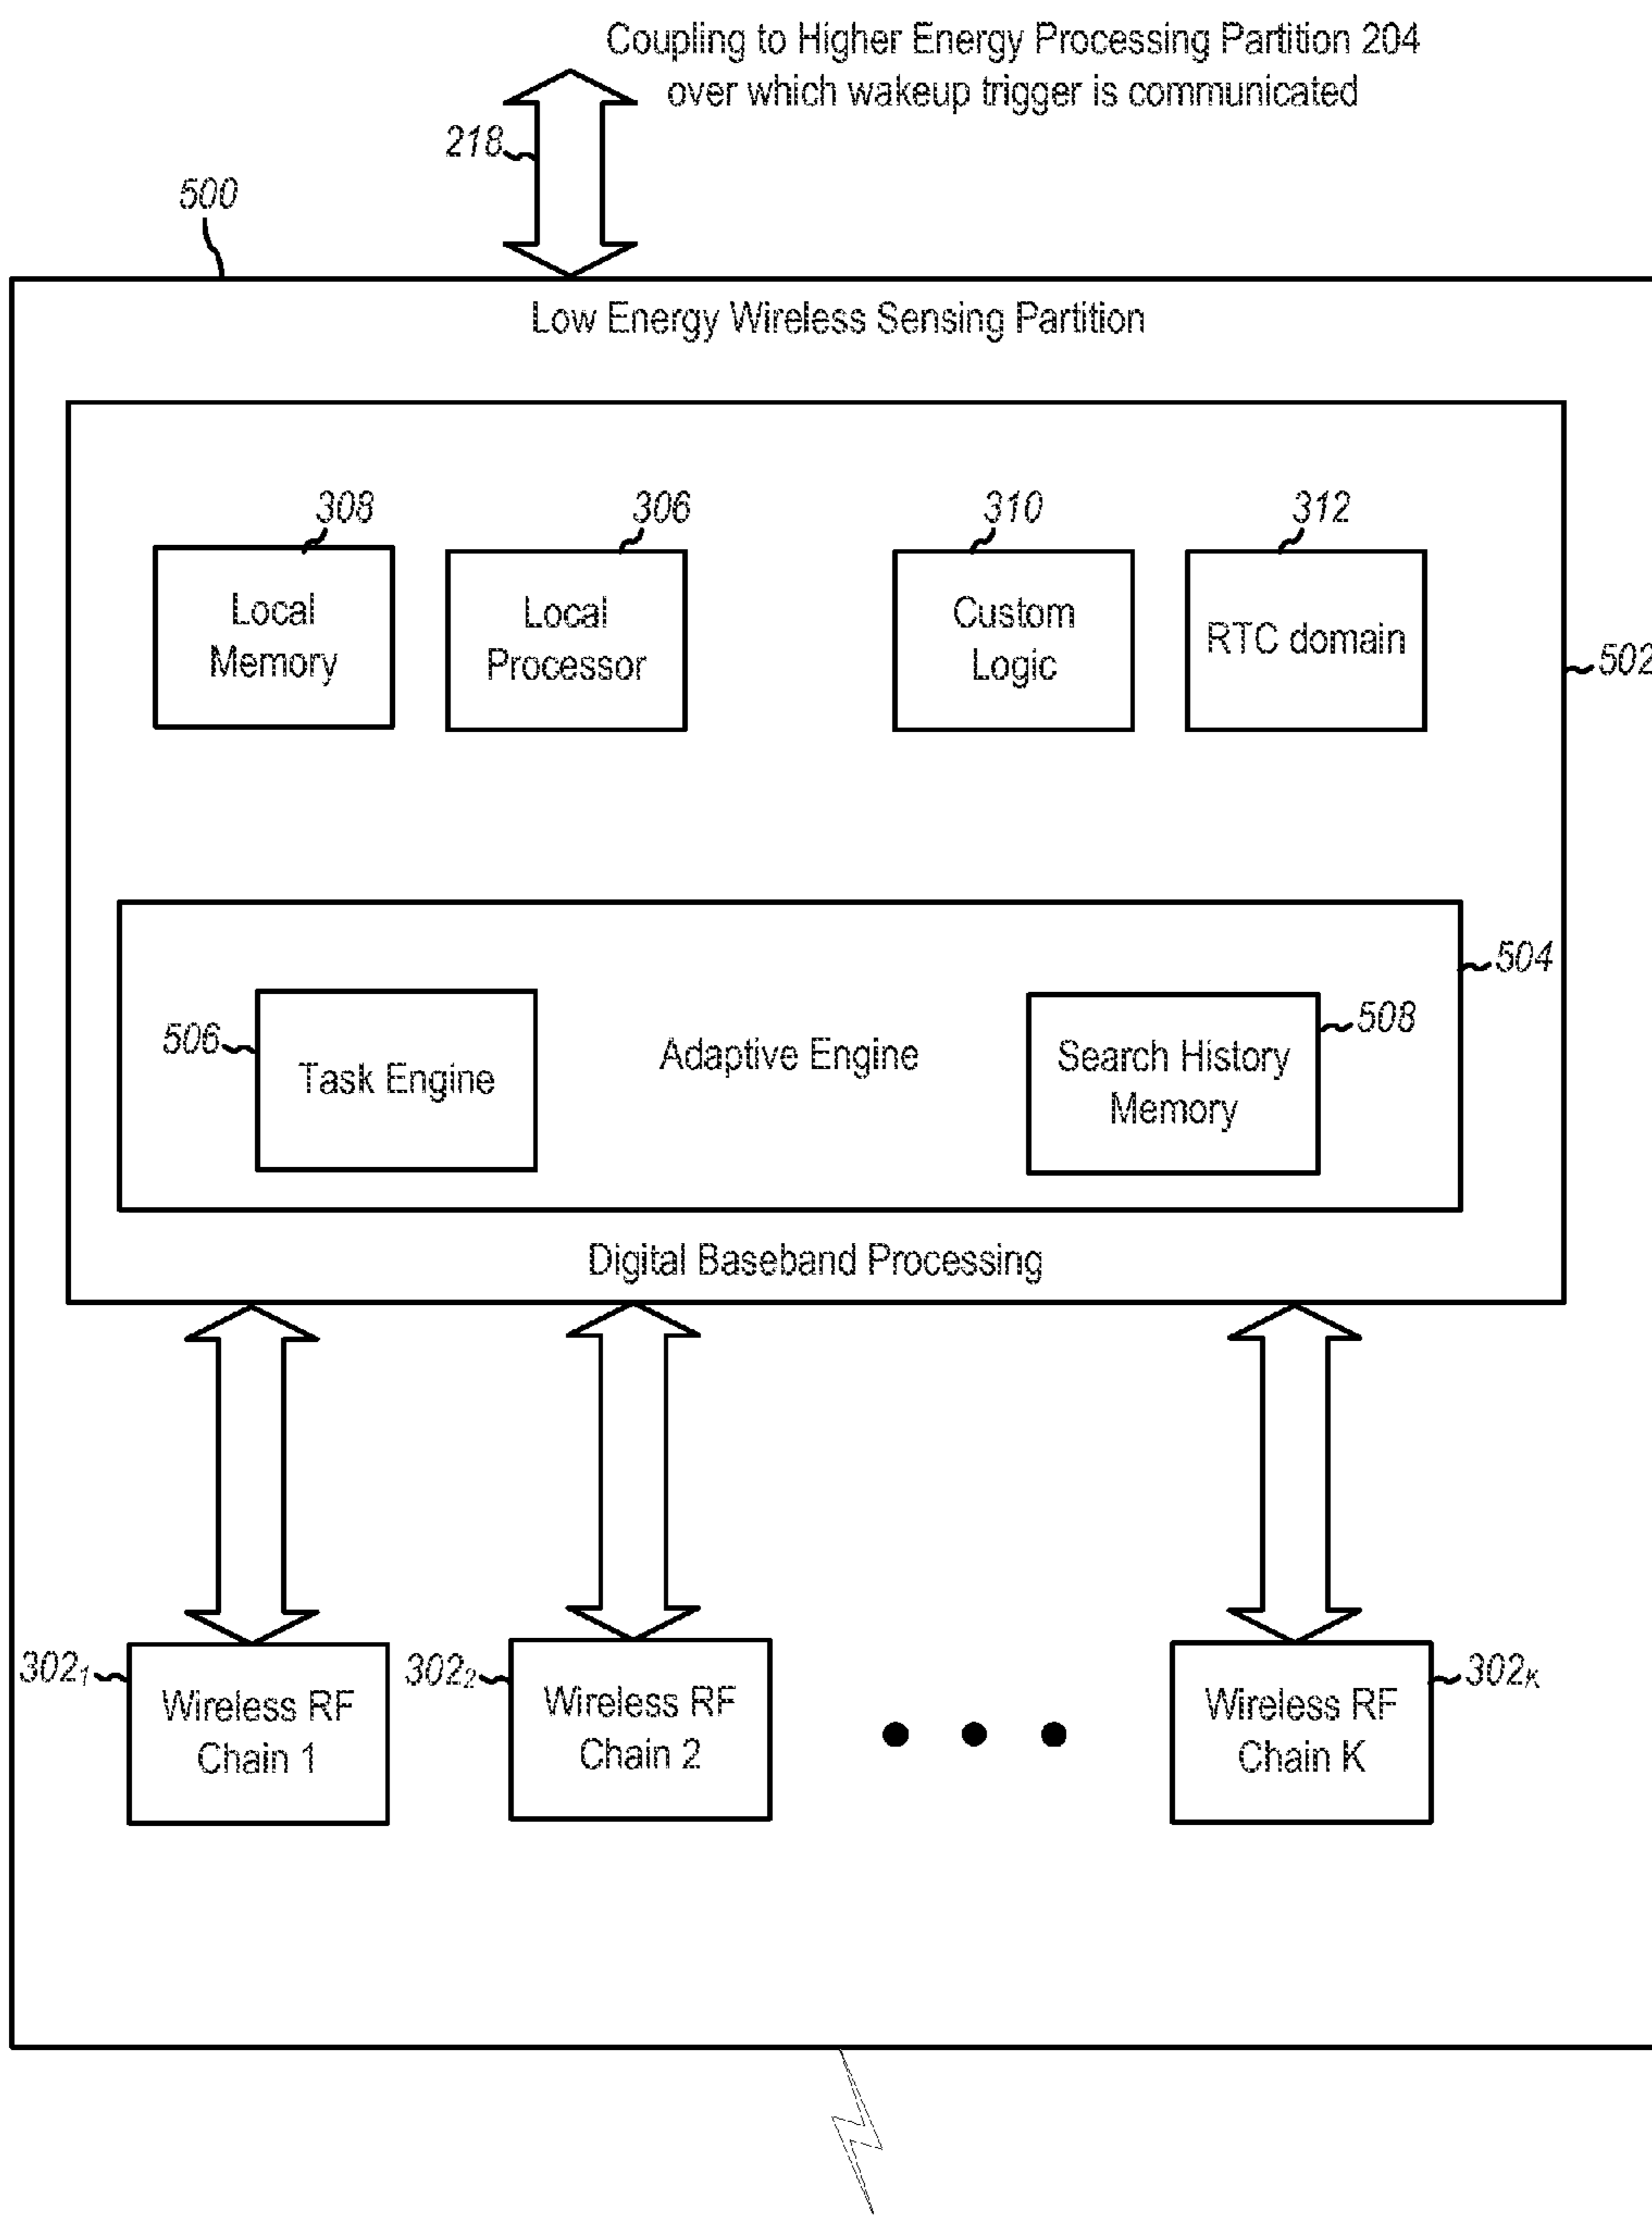 Coupling to Higher Energy Processing Partition 204
over which wakeup trigger is communicated
218
500
Low Energy Wireless Sensing Partition
308
306
310
312
Local
Memory
Local
Processor
Custom
Logic
RTC domain
502
504
506
Task Engine
Adaptive Engine
508
Search History
Memory
Digital Baseband Processing
302₁
Wireless RF
Chain 1
302₂
Wireless RF
Chain 2
Wireless RF
Chain K
302K